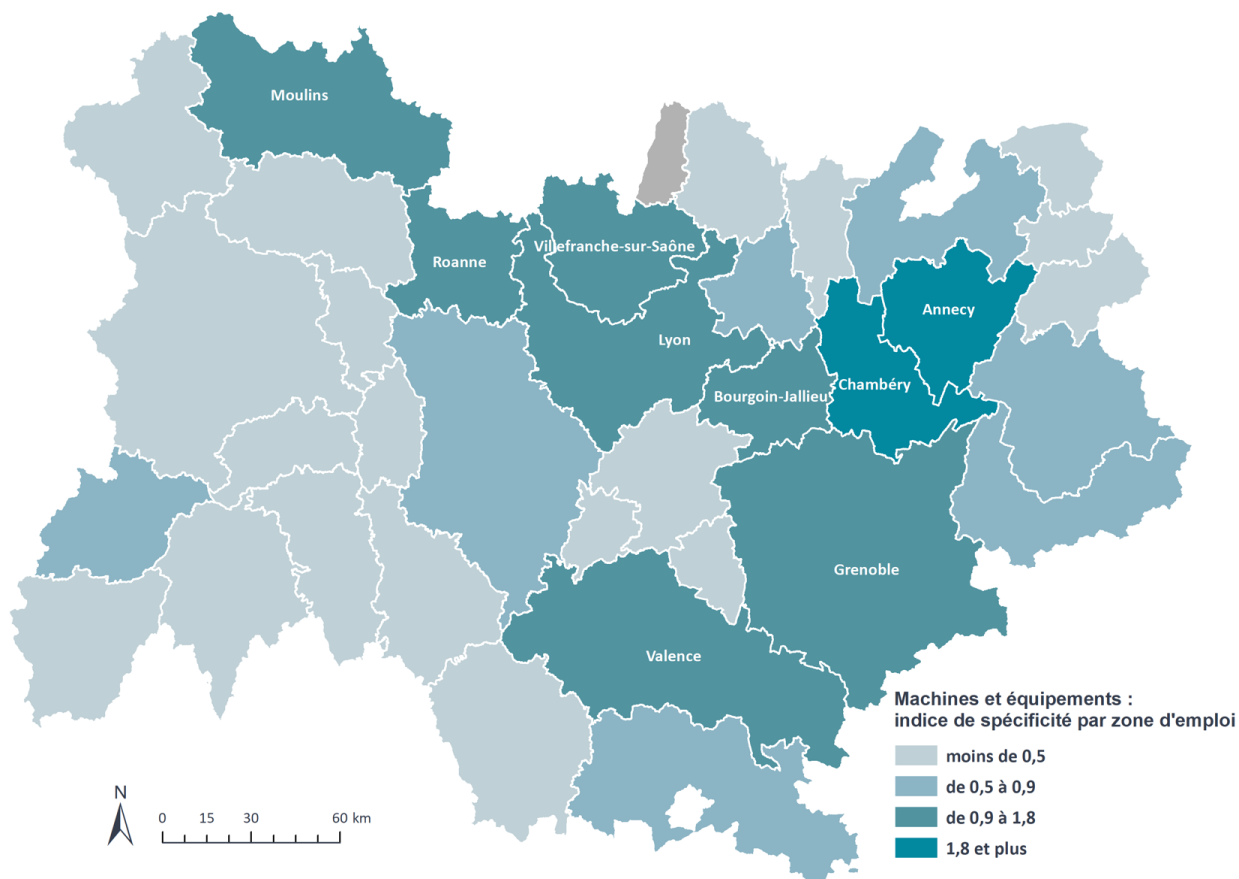 Moulins
Villefranche-sur-Saône
Roanne
Annecy
Lyon
Chambéry
Bourgoin-Jallieu
Grenoble
Valence
Machines et équipements :
indice de spécificité par zone d'emploi
moins de 0,5
de 0,5 à 0,9
de 0,9 à 1,8
1,8 et plus
N
0 15 30 60 km